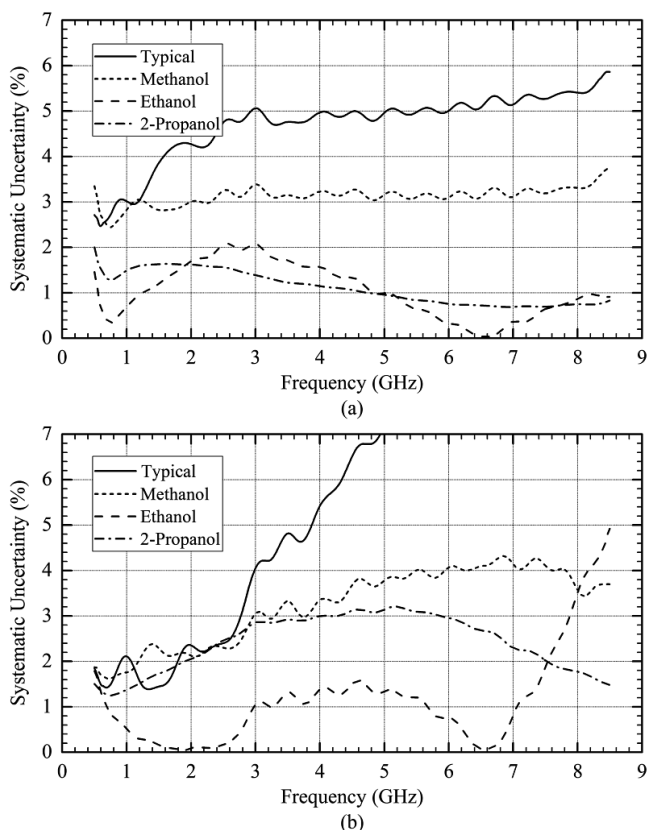 7
6
5
4
3
2
1
0
Systematic Uncertainty (%)
Typical
Methanol
Ethanol
2-Propanol
0 1 2 3 4 5 6 7 8 9
Frequency (GHz)
(a)
7
6
5
4
3
2
1
0
Systematic Uncertainty (%)
Typical
Methanol
Ethanol
2-Propanol
0 1 2 3 4 5 6 7 8 9
Frequency (GHz)
(b)